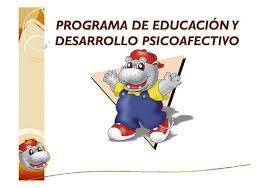 PROGRAMA DE EDUCACIÓN Y
DESARROLLO PSICOAFECTIVO